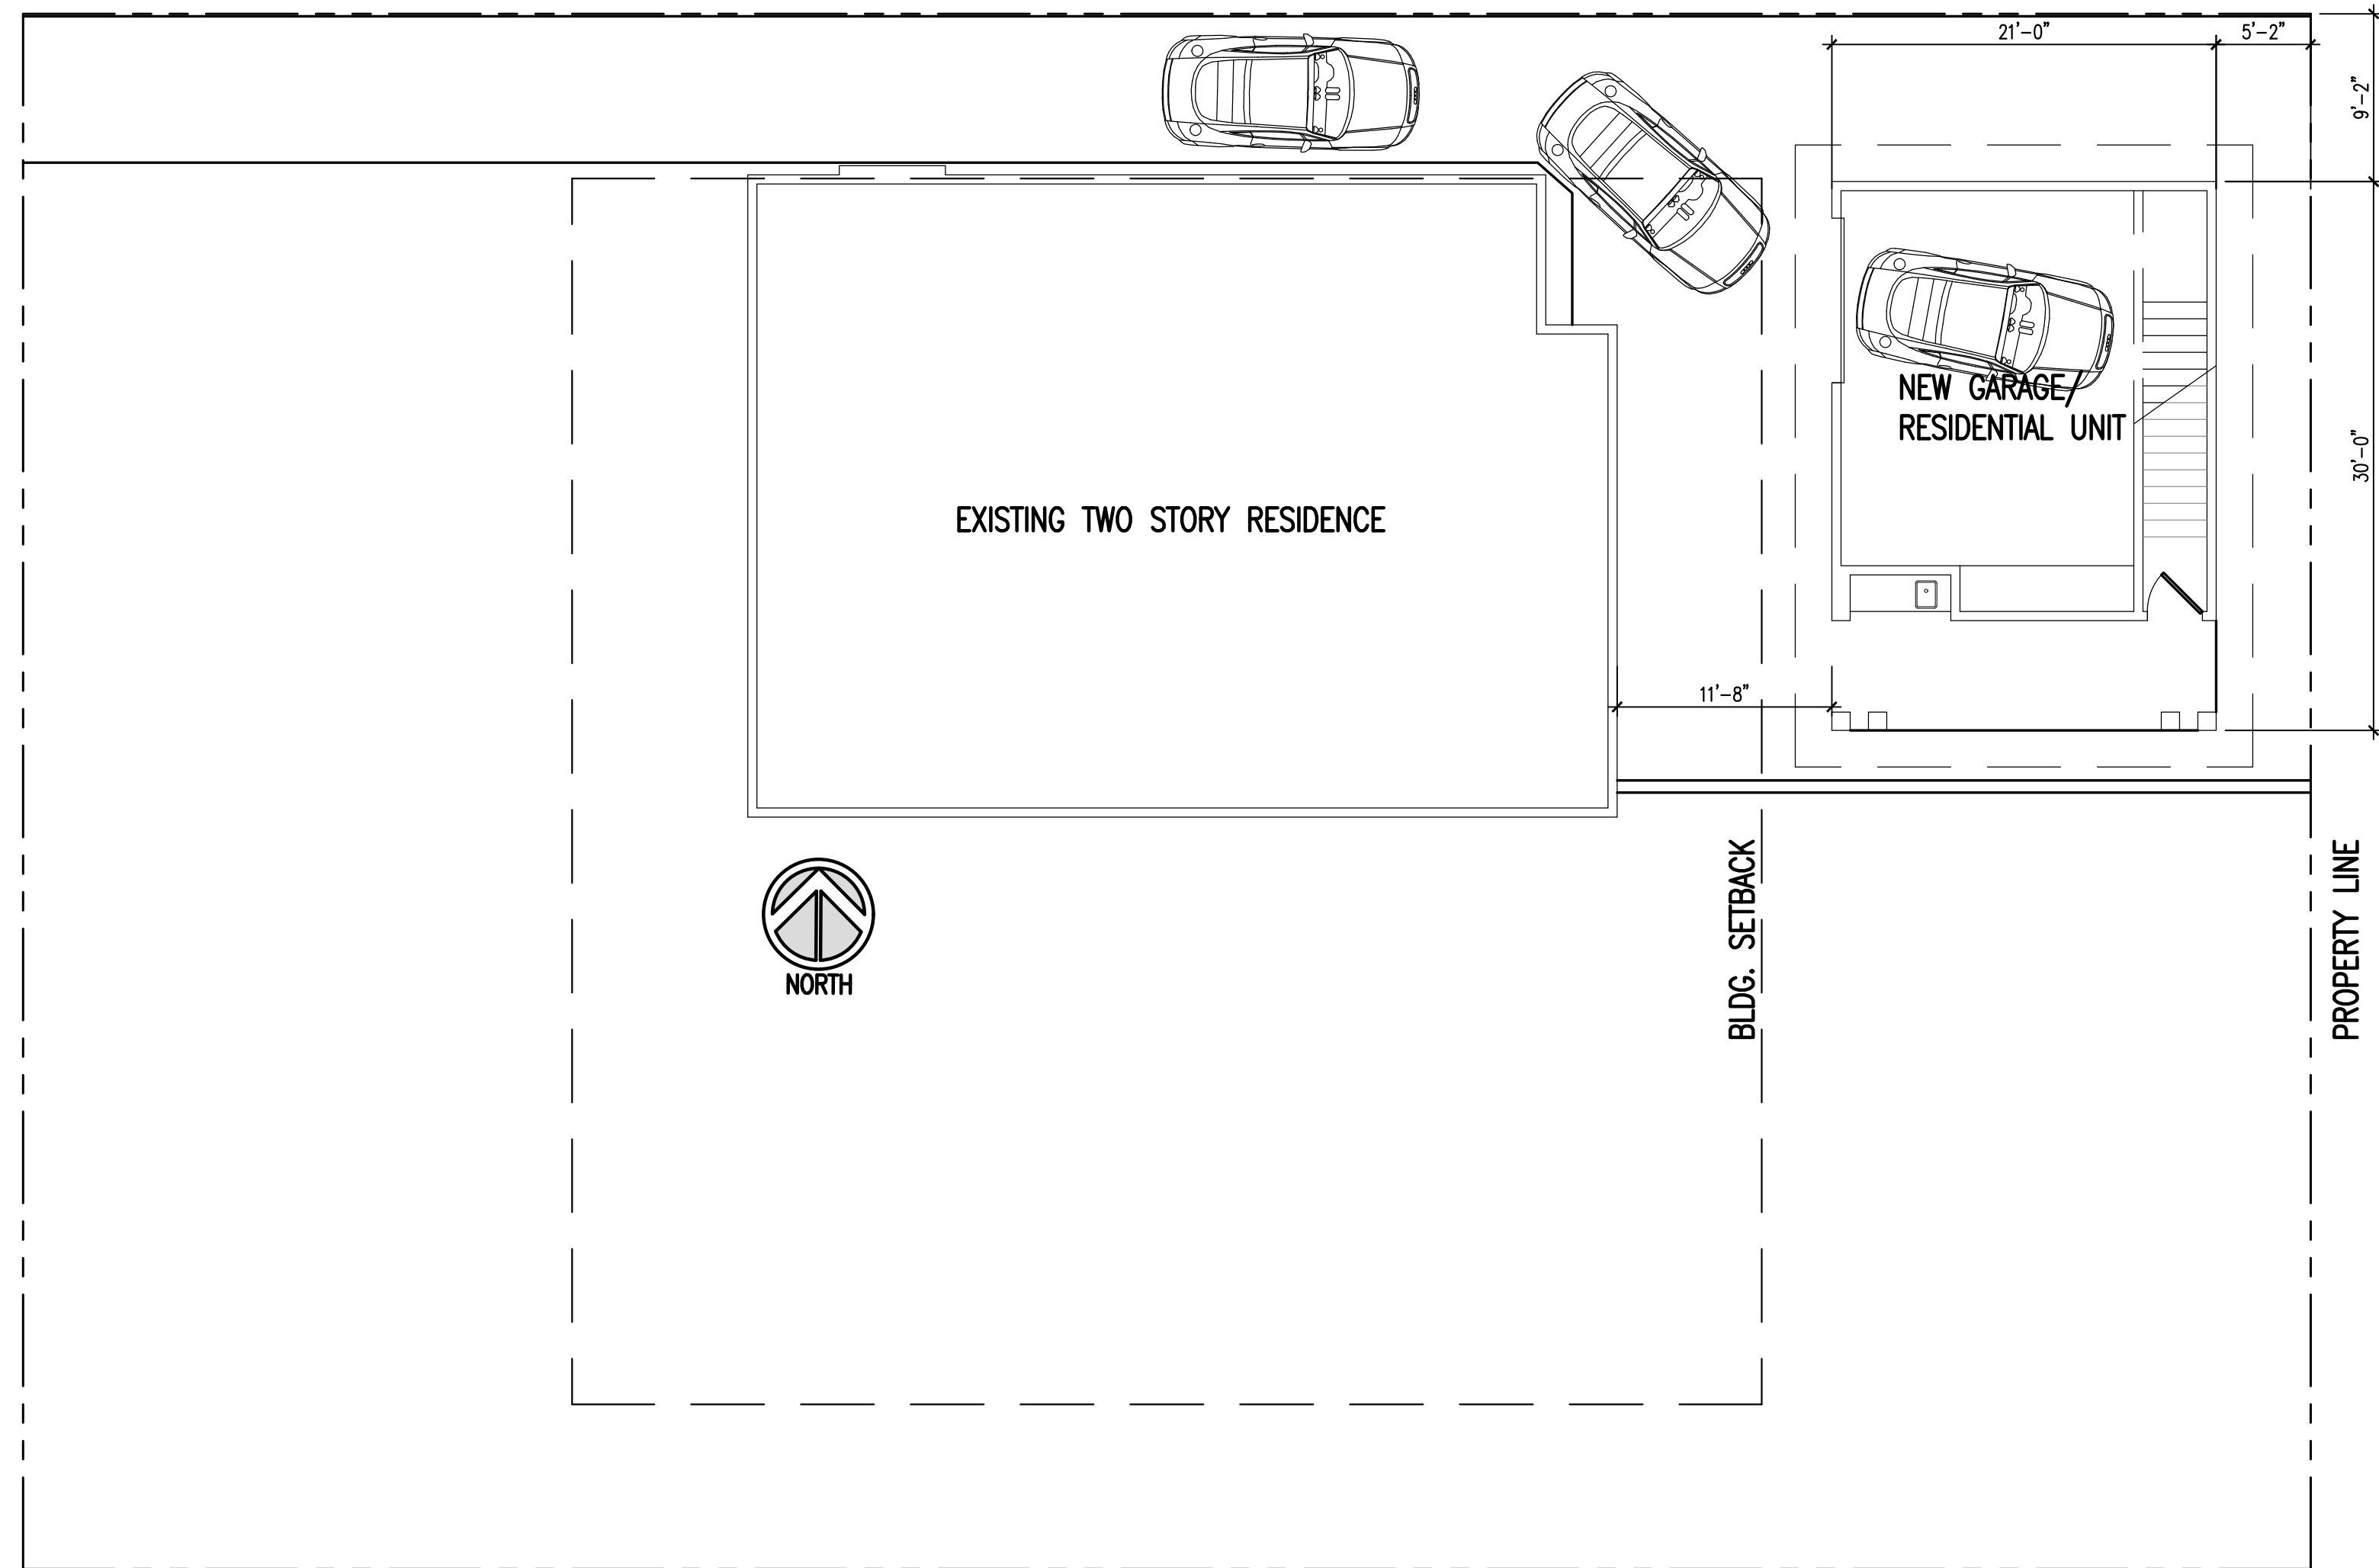 21'-0"
5'-2"
9'-2"
NEW GARAGE/
RESIDENTIAL UNIT
30'-0"
EXISTING TWO STORY RESIDENCE
11'-8"
BLDG. SETBACK
PROPERTY LINE
NORTH